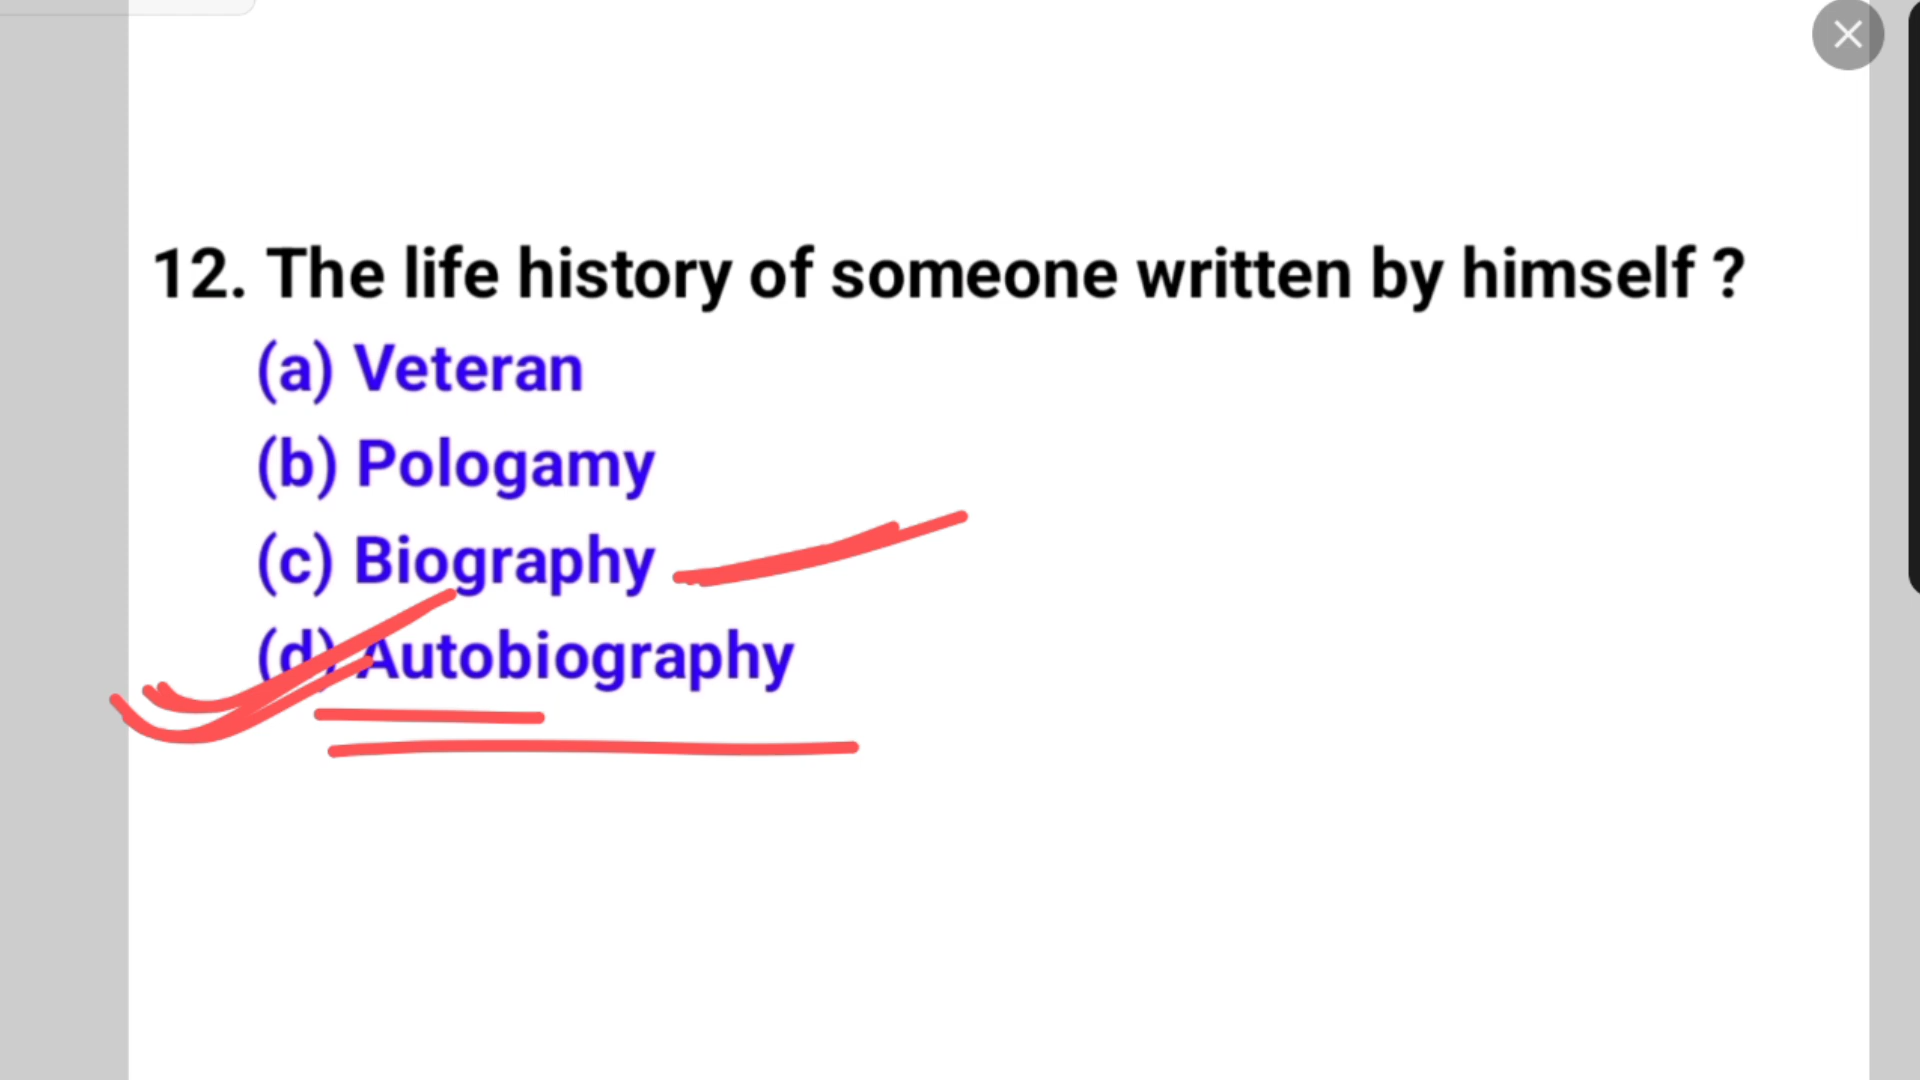 12. The life history of someone written by himself ?
(a) Veteran
(b) Pologamy
(c) Biography
(d) Autobiography